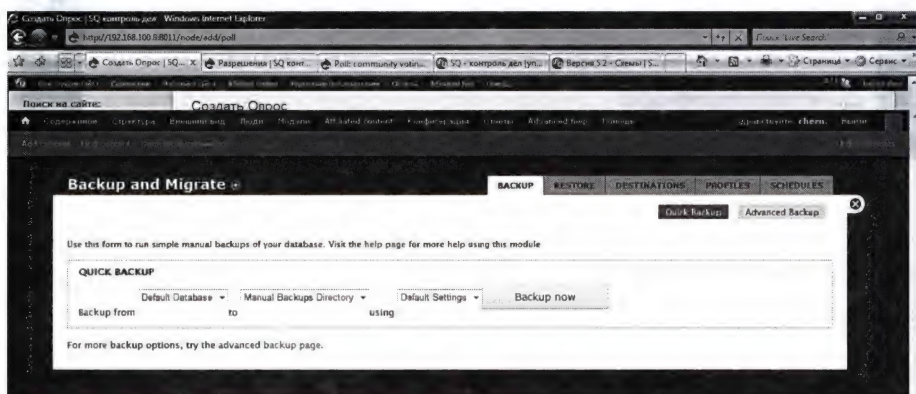 Создать Опрос | SQ контроль дел - Windows Internet Explorer
http://192.168.100.8:8011/node/add/poll
Поиск "Live Search"
Создать Опрос | SQ... X Разрешения | SQ конт... Poll: community votin... SQ - контроль дел |уп... Версия 5.2 - Схемы | S... Страница Сервис
Поиск на сайте: Создать Опрос
Содержимое Структура Внешний вид Люди Модули Конфигурация Отчеты Advanced help Помощь Здравствуйте, chern. Выйти
Backup and Migrate BACKUP RESTORE DESTINATIONS PROFILES SCHEDULES
Quick Backup Advanced Backup
Use this form to run simple manual backups of your database. Visit the help page for more help using this module
QUICK BACKUP
Default Database Manual Backups Directory Default Settings Backup now
Backup from to using
For more backup options, try the advanced backup page.